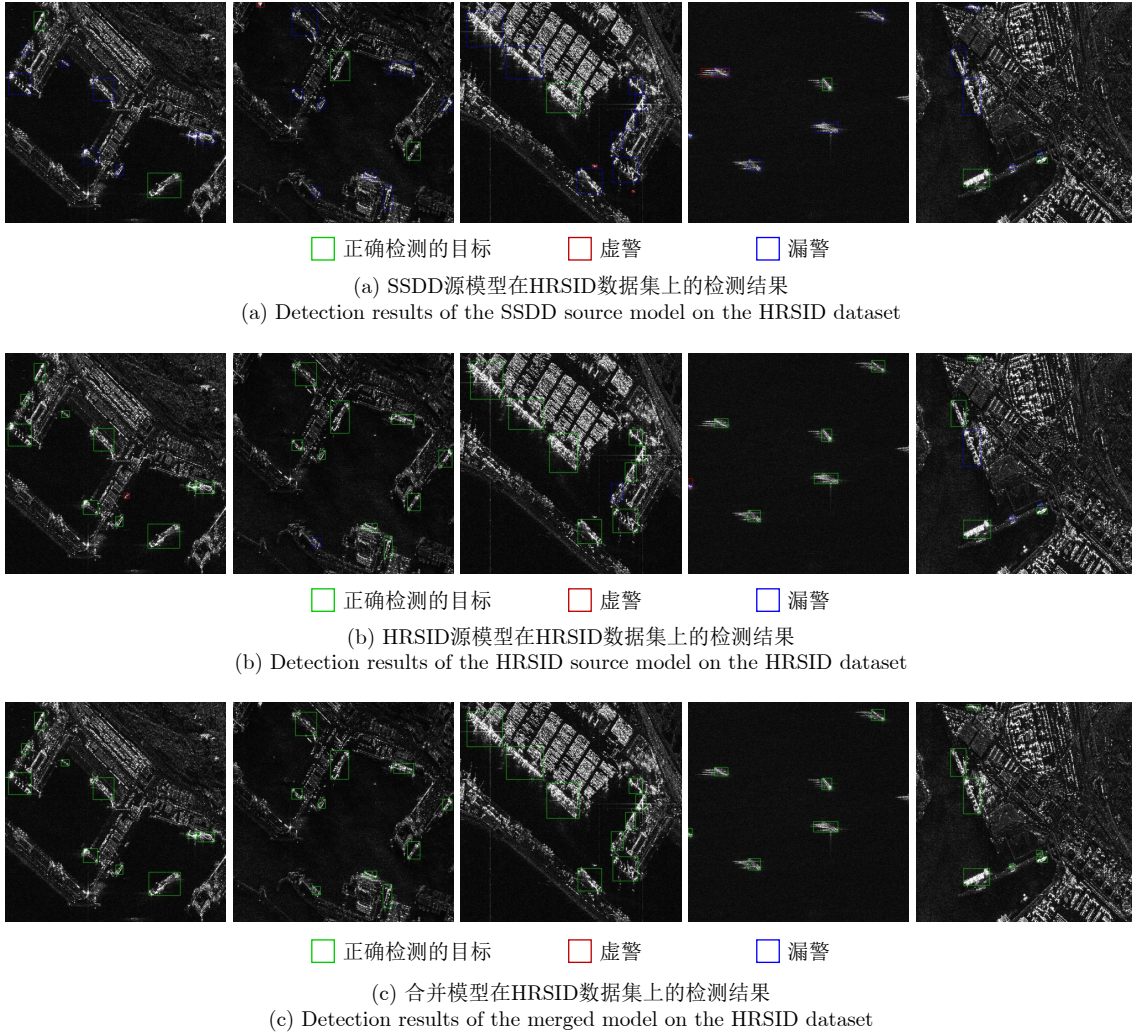 正确检测的目标 虚警 漏警
(a) SSDD源模型在HRSID数据集上的检测结果
(a) Detection results of the SSDD source model on the HRSID dataset
正确检测的目标 虚警 漏警
(b) HRSID源模型在HRSID数据集上的检测结果
(b) Detection results of the HRSID source model on the HRSID dataset
正确检测的目标 虚警 漏警
(c) 合并模型在HRSID数据集上的检测结果
(c) Detection results of the merged model on the HRSID dataset